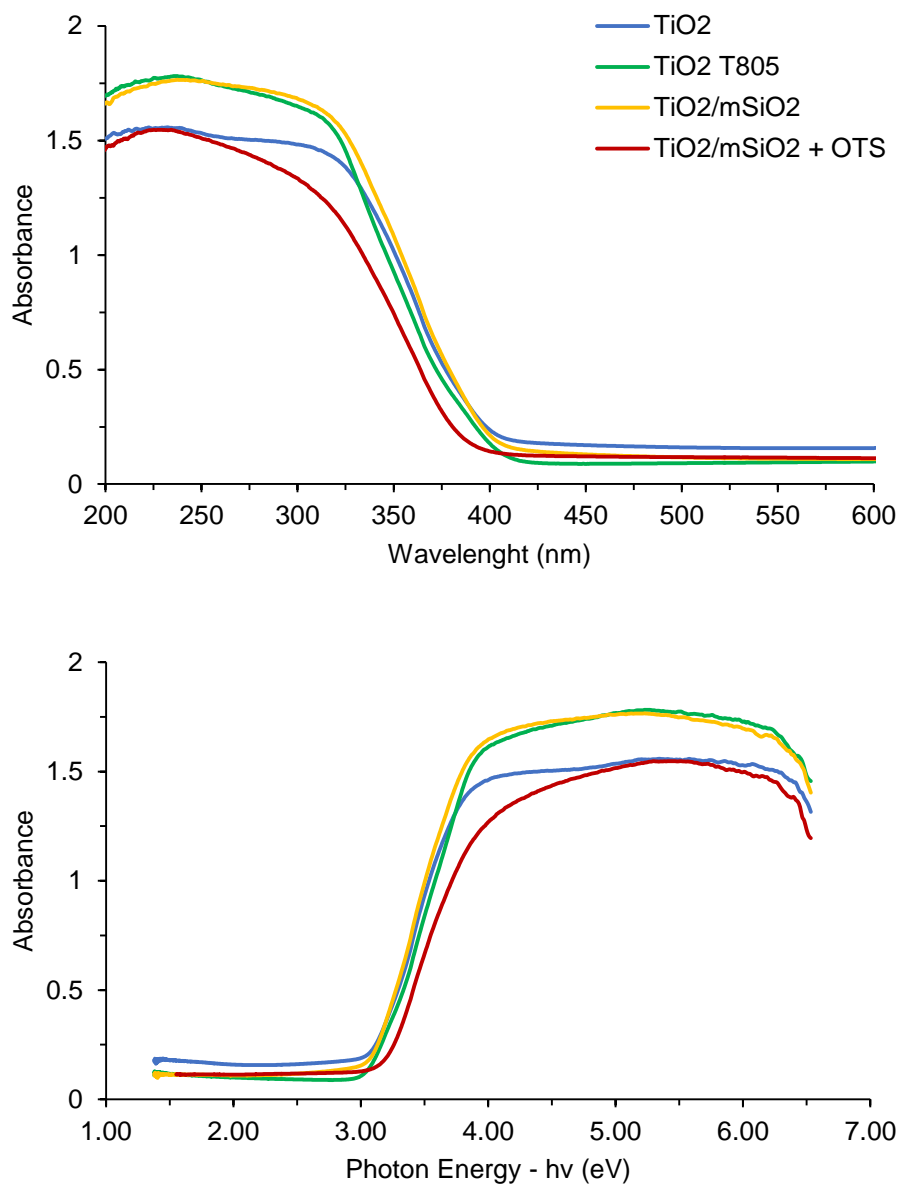 2
TiO2
TiO2 T805
TiO2/mSiO2
TiO2/mSiO2 + OTS
1.5
1
0.5
0
Absorbance
200 250 300 350 400 450 500 550 600
Wavelenght (nm)
2
1.5
1
0.5
0
Absorbance
1.00 2.00 3.00 4.00 5.00 6.00 7.00
Photon Energy - hv (eV)